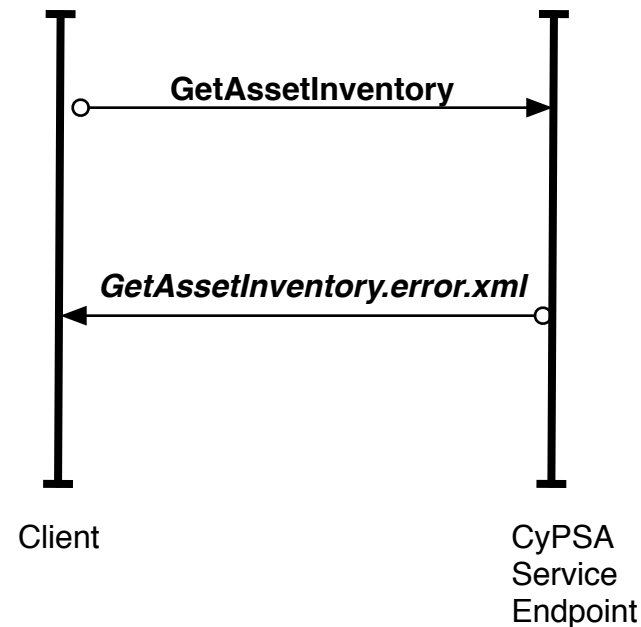 GetAssetInventory
GetAssetInventory.error.xml
Client
CyPSA
Service
Endpoint